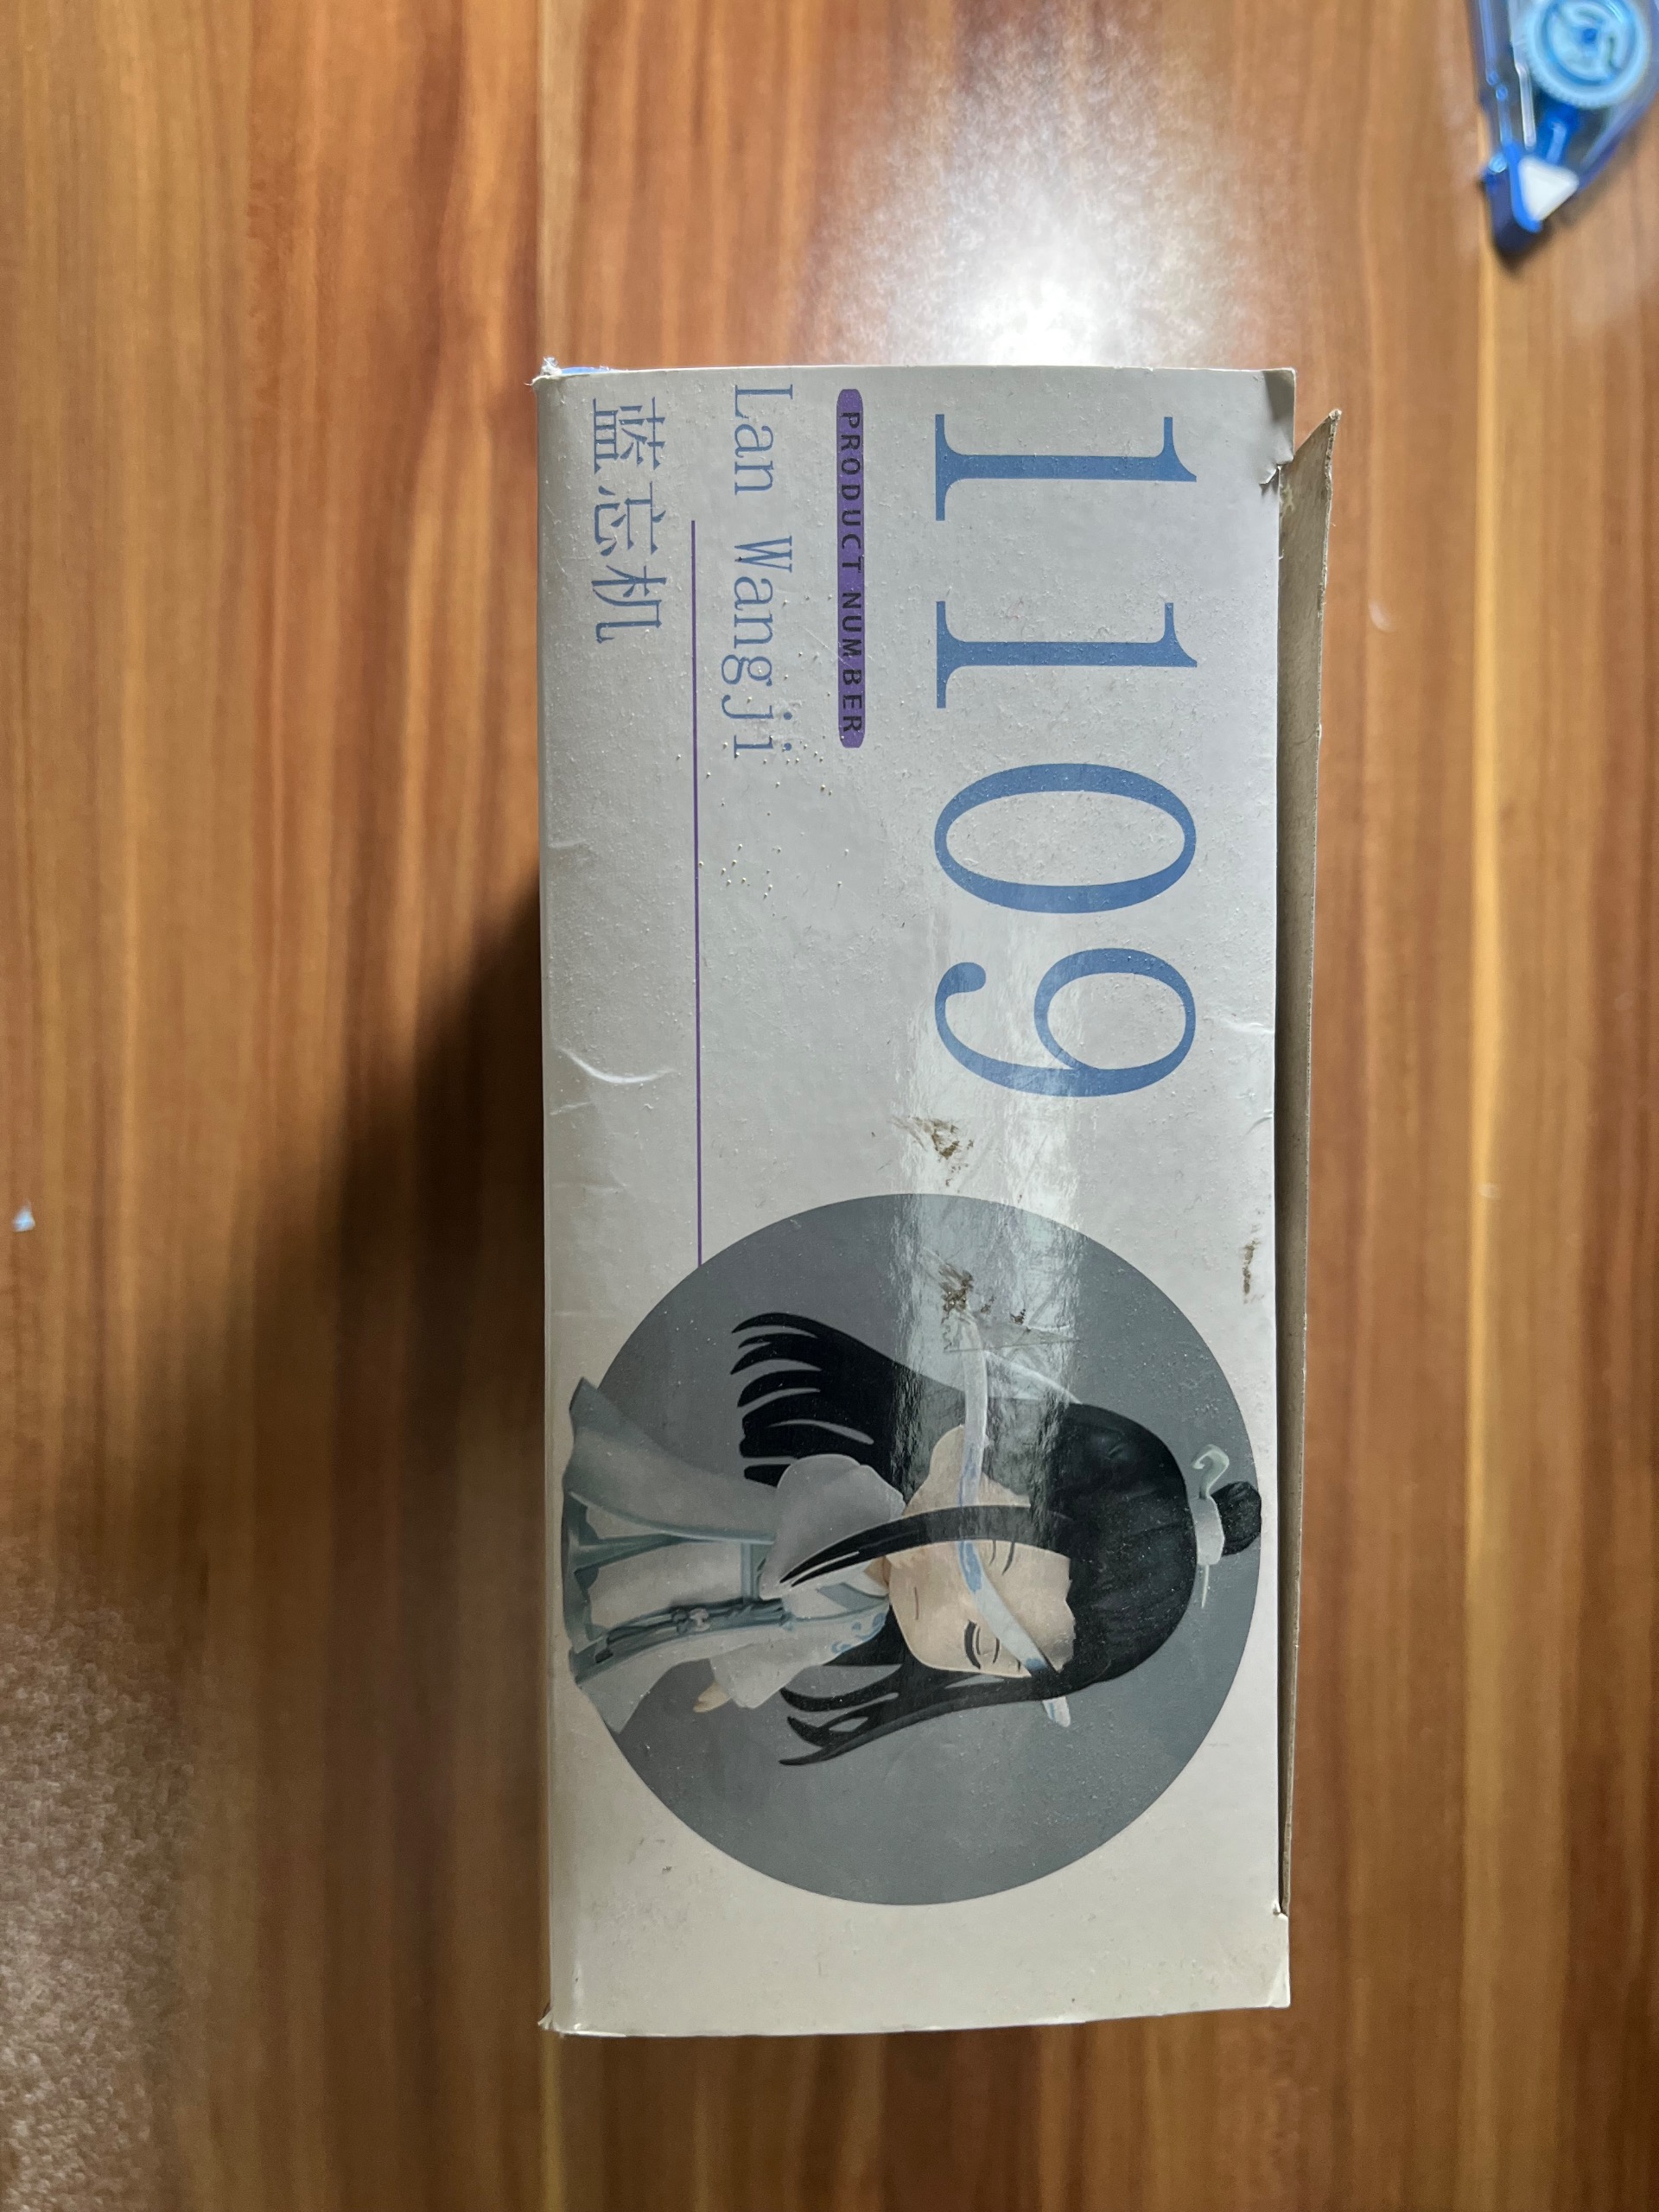 1109
PRODUCT NUMBER
Lan Wangji
蓝忘机